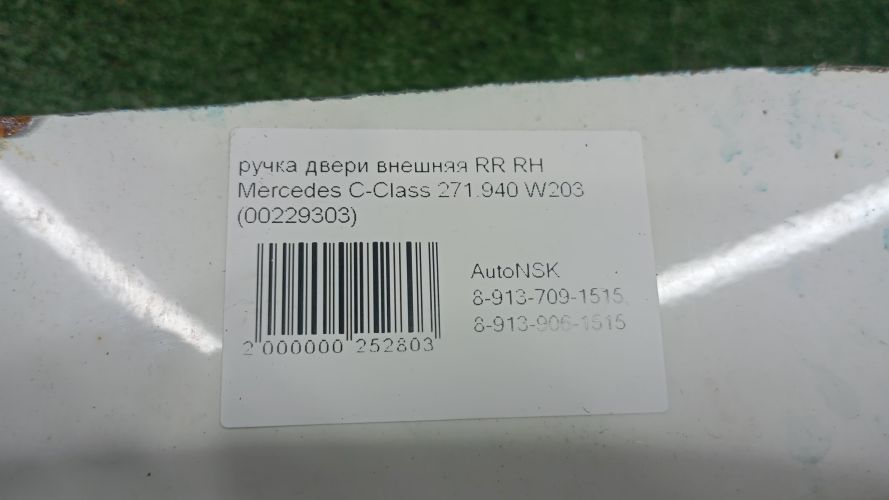 ручка двери внешняя RR RH
Mercedes C-Class 271.940 W203
(00229303)
AutoNSK
8-913-709-1515
8-913-906-1515
2 000000 252803